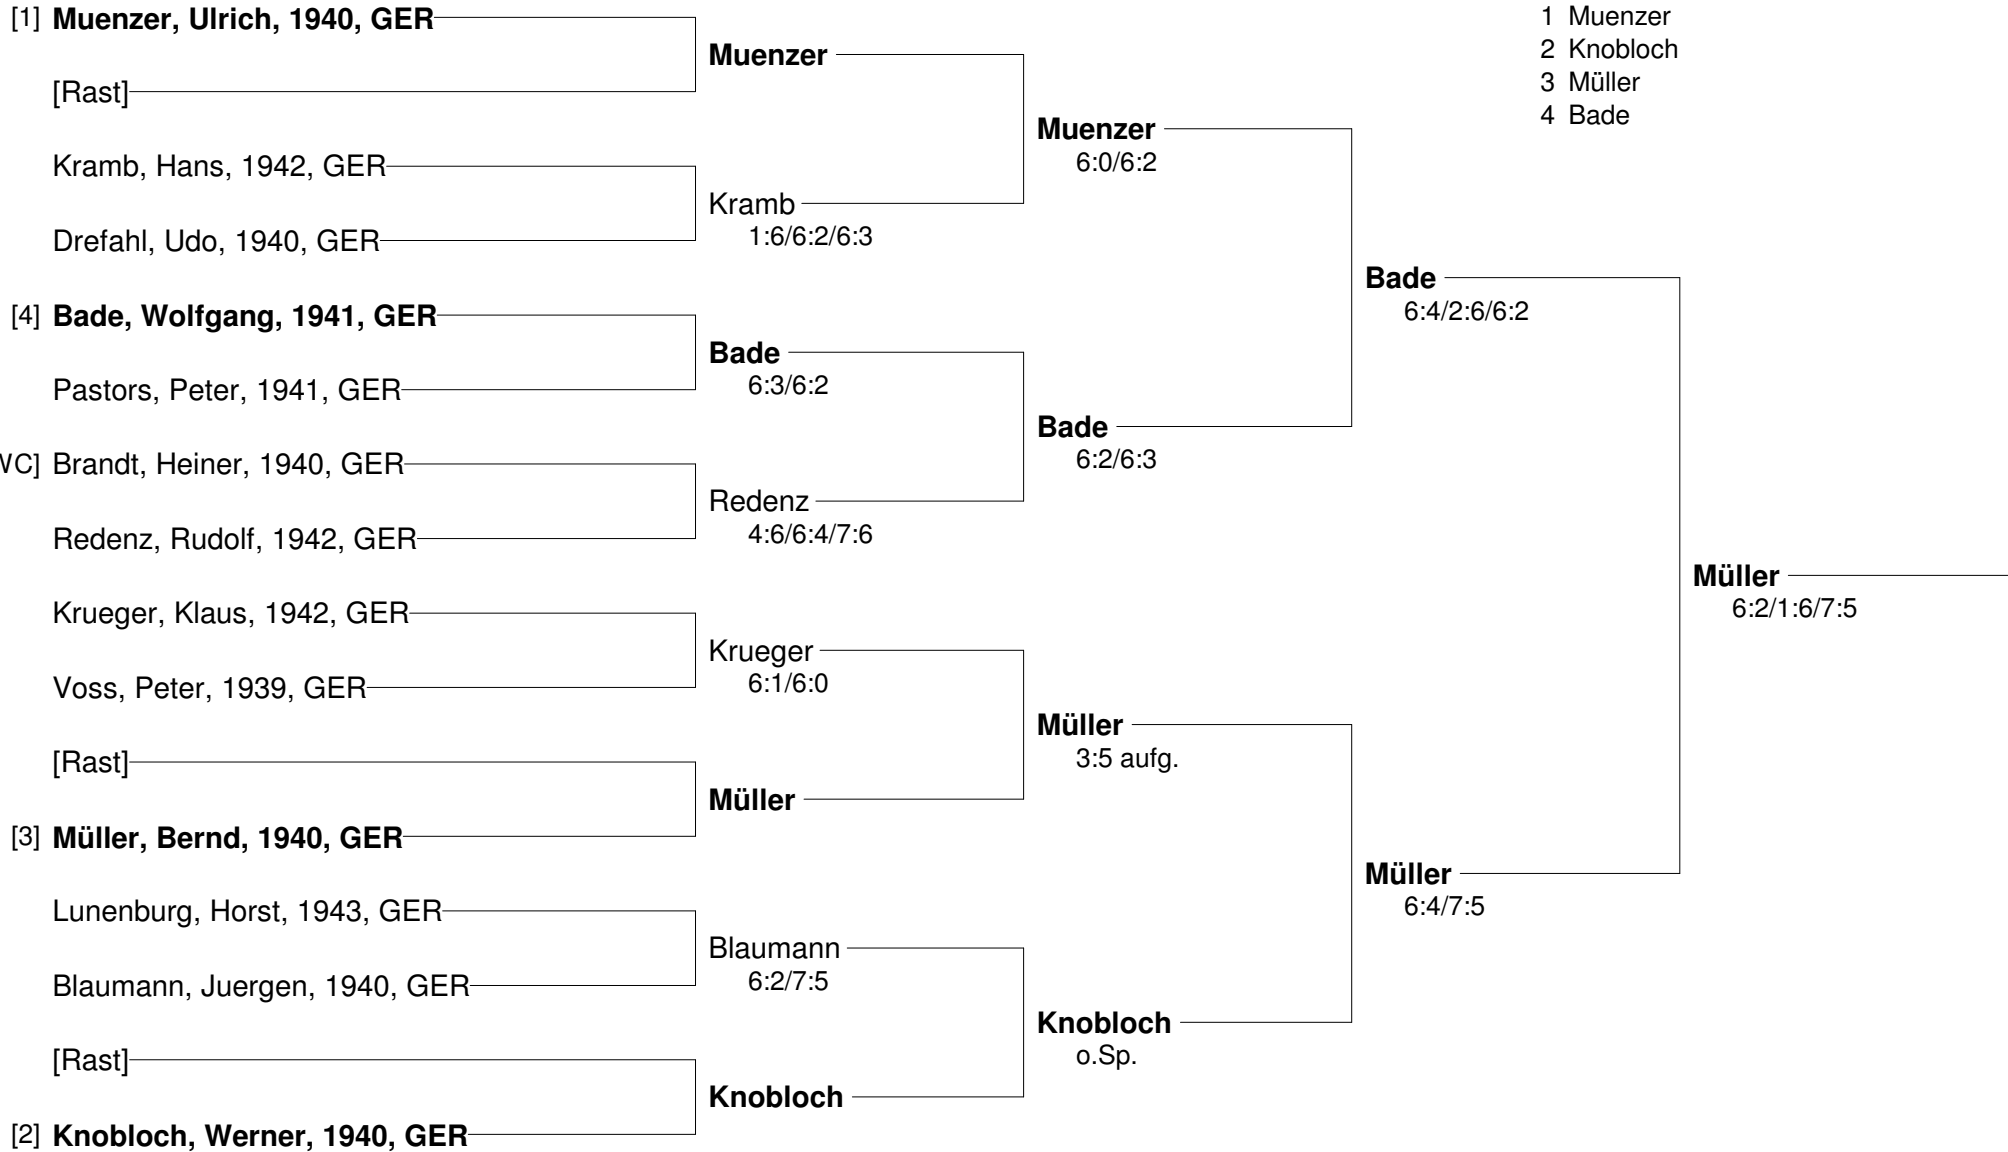 [1] Muenzer, Ulrich, 1940, GER
[Rast]
Kramb, Hans, 1942, GER
Drefahl, Udo, 1940, GER
[4] Bade, Wolfgang, 1941, GER
Pastors, Peter, 1941, GER
WC] Brandt, Heiner, 1940, GER
Redenz, Rudolf, 1942, GER
Krueger, Klaus, 1942, GER
Voss, Peter, 1939, GER
[Rast]
[3] Müller, Bernd, 1940, GER
Lunenburg, Horst, 1943, GER
Blaumann, Juergen, 1940, GER
[Rast]
[2] Knobloch, Werner, 1940, GER
Muenzer
Kramb
1:6/6:2/6:3
Bade
6:3/6:2
Redenz
4:6/6:4/7:6
Krueger
6:1/6:0
Müller
Blaumann
6:2/7:5
Knobloch
Muenzer
6:0/6:2
Bade
6:2/6:3
Müller
3:5 aufg.
Knobloch
o.Sp.
Bade
6:4/2:6/6:2
Müller
6:4/7:5
Müller
6:2/1:6/7:5
1 Muenzer
2 Knobloch
3 Müller
4 Bade